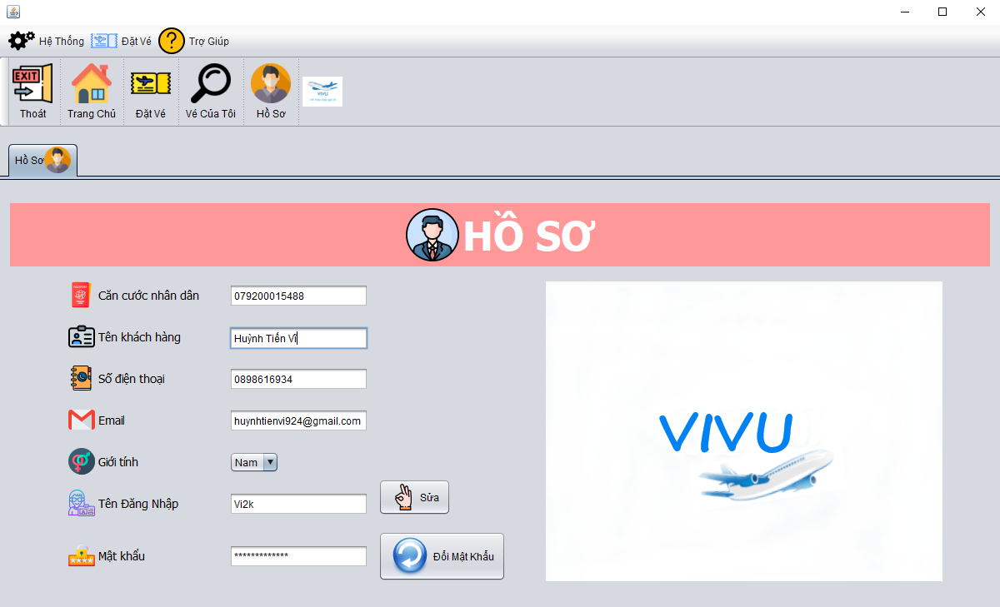 Hệ Thống Đặt Vé Trợ Giúp
EXIT
Thoát Trang Chủ Đặt Vé Vé Của Tôi Hồ Sơ
VIVU
Hồ Sơ
HỒ SƠ
Căn cước nhân dân 079200015488
Tên khách hàng Huỳnh Tiến Vĩ
Số điện thoại 0898616934
Email huynhtienvi924@gmail.com
Giới tính Nam
Tên Đăng Nhập Vi2k
Sửa
Mật khẩu *************
Đổi Mật Khẩu
VIVU